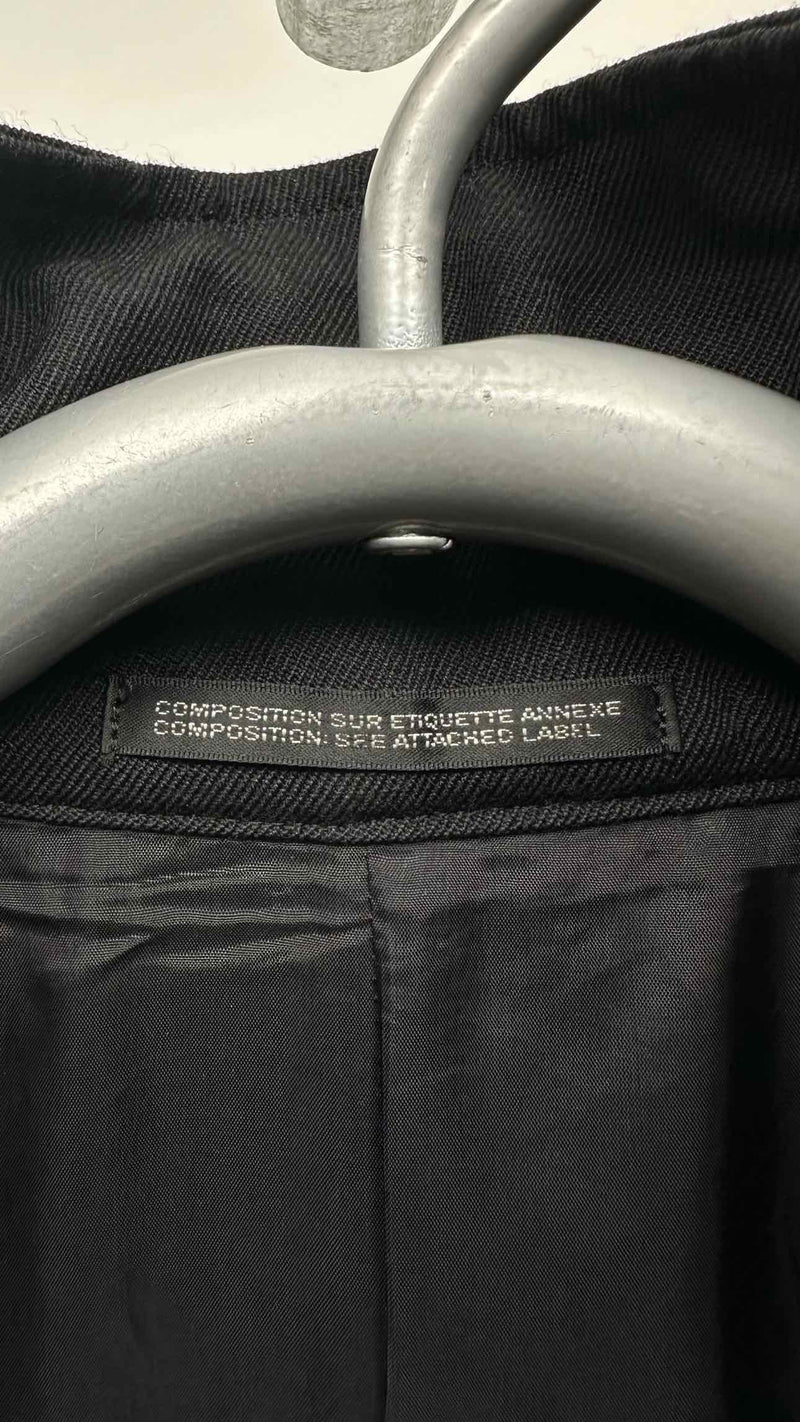 COMPOSITION SUR ETIQUETTE ANNEXE
COMPOSITION: SEE ATTACHED LABEL